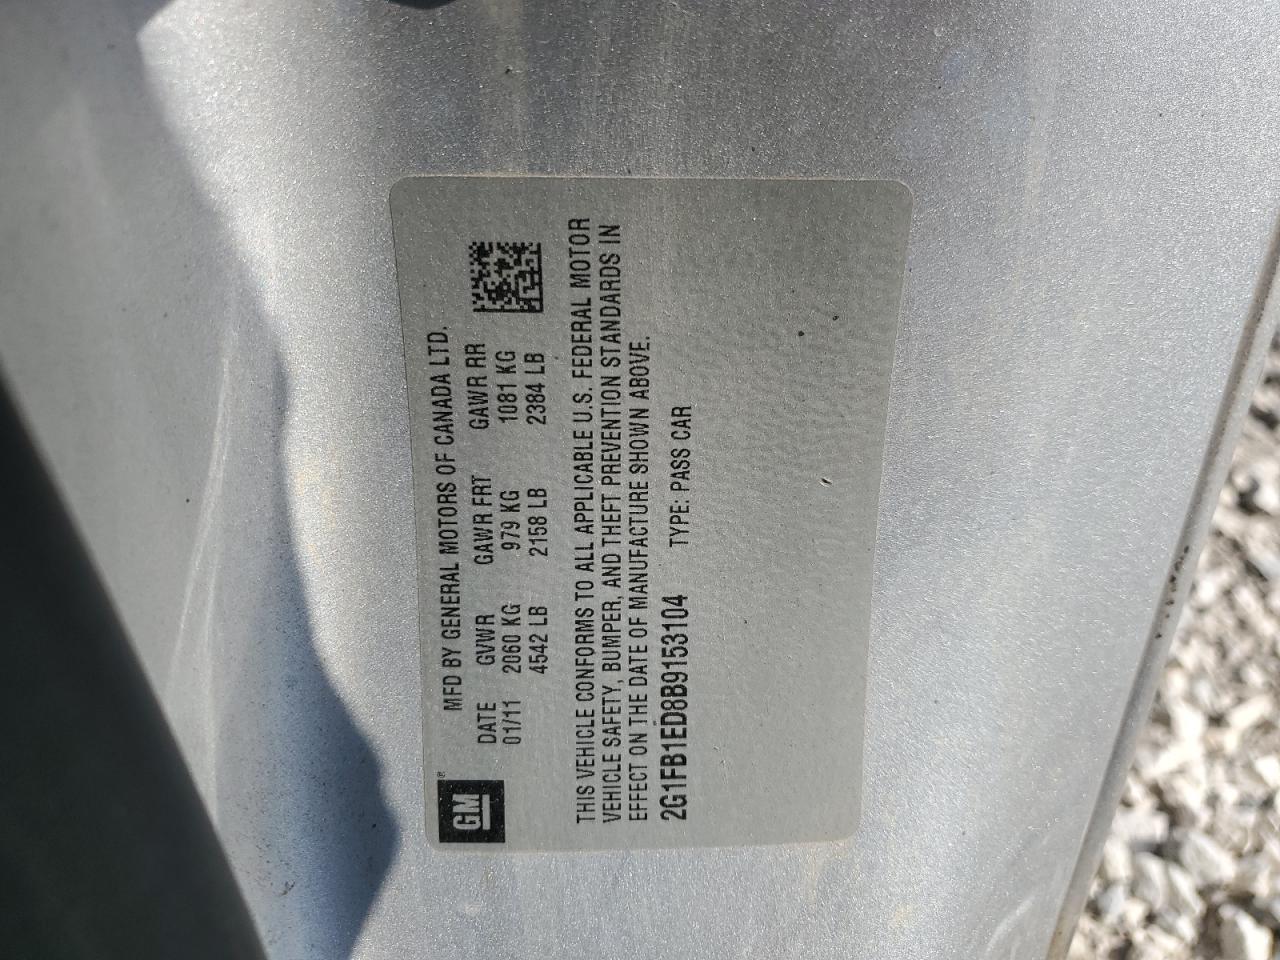 GM®
MFD BY GENERAL MOTORS OF CANADA LTD.
DATE GVWR GAWR FRT GAWR RR
01/11 2060 KG 979 KG 1081 KG
4542 LB 2158 LB 2384 LB
THIS VEHICLE CONFORMS TO ALL APPLICABLE U.S. FEDERAL MOTOR
VEHICLE SAFETY, BUMPER, AND THEFT PREVENTION STANDARDS IN
EFFECT ON THE DATE OF MANUFACTURE SHOWN ABOVE.
2G1FB1ED8B9153104 TYPE: PASS CAR